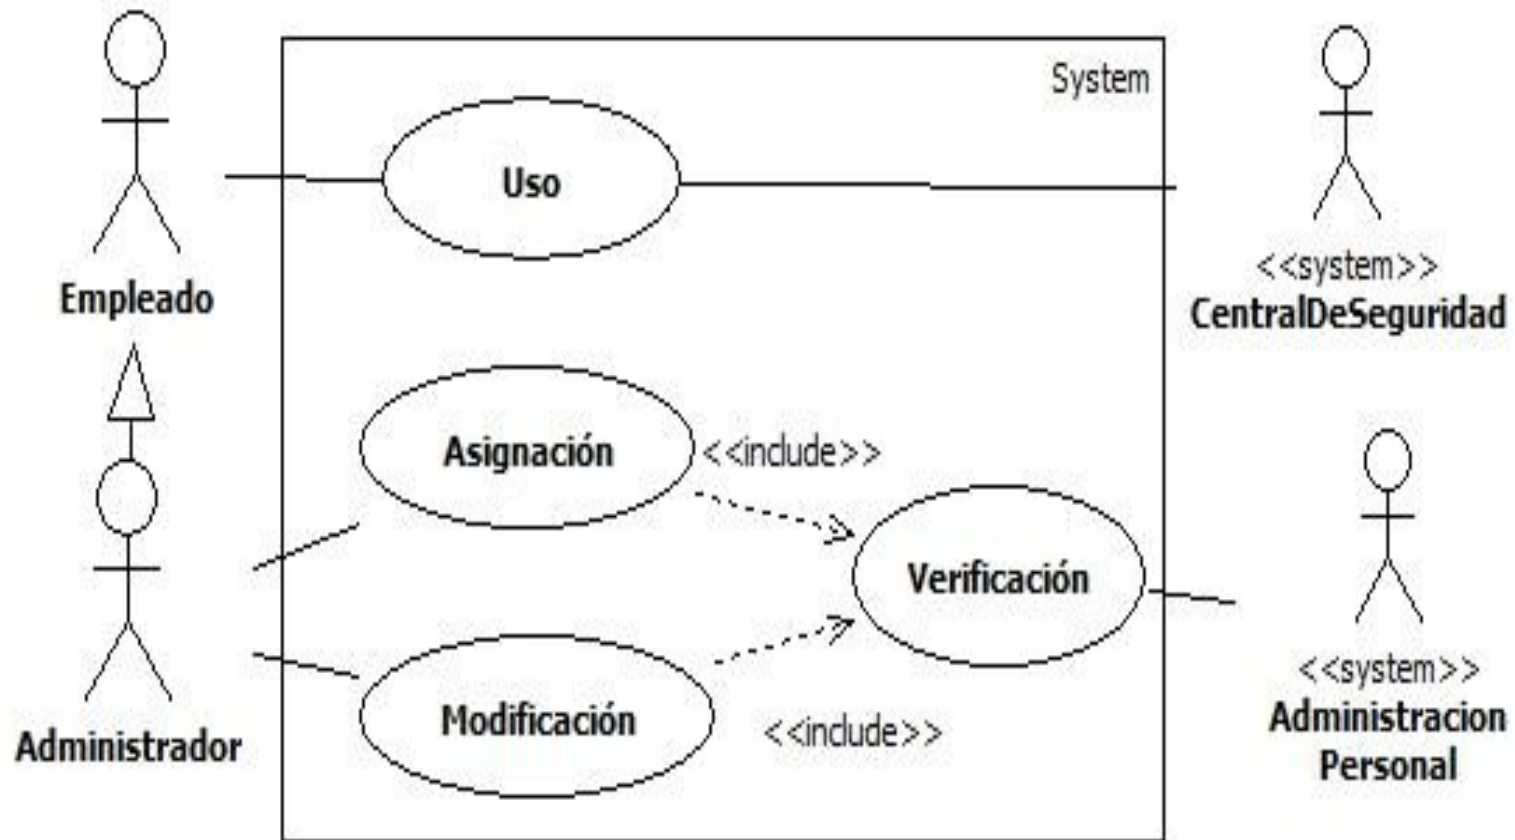 System
Uso
Empleado
<<system>>
CentralDeSeguridad
Asignación
<<include>>
Verificación
Modificación
<<include>>
Administrador
<<system>>
Administracion
Personal